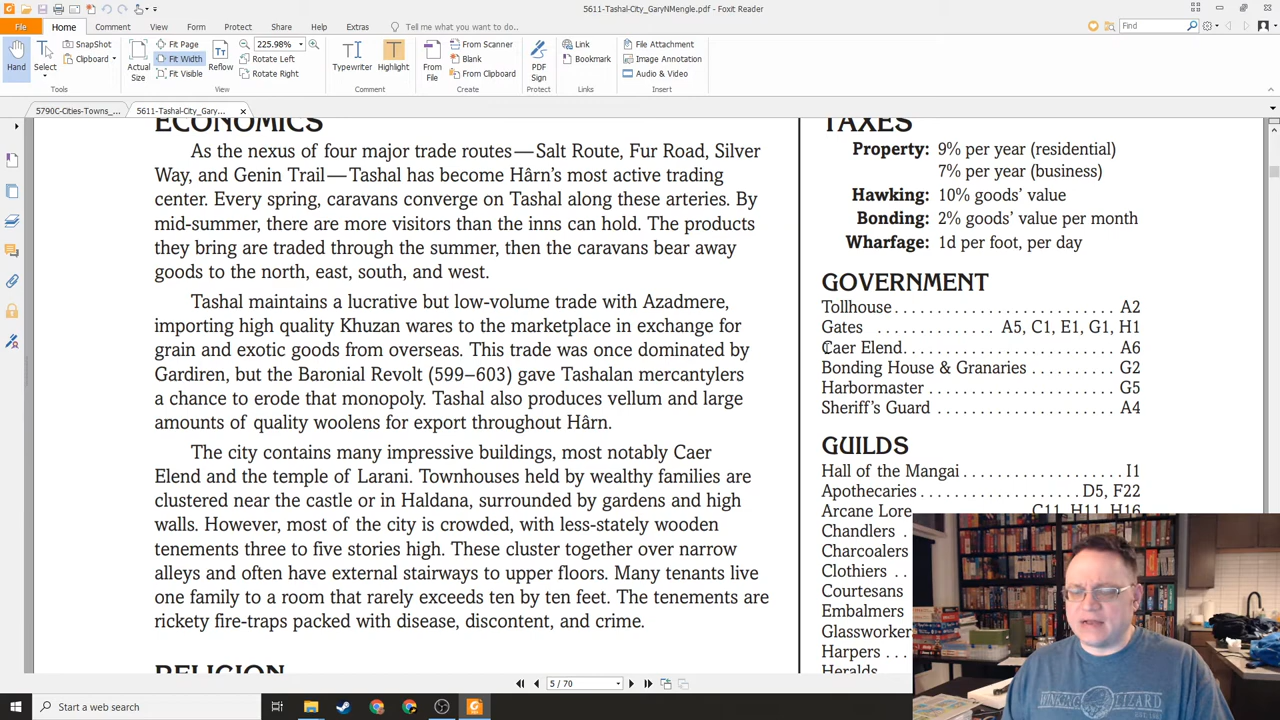 5611-Tashal-City_GaryNMengle.pdf - Foxit Reader
File
Home
Comment
View
Form
Protect
Share
Help
Extras
Tell me what you want to do...
Find
Hand
Select
SnapShot
Clipboard
Actual
Size
Fit Page
Fit Width
Fit Visible
Reflow
225.98%
Rotate Left
Rotate Right
Typewriter
Highlight
From
File
From Scanner
Blank
From Clipboard
PDF
Sign
Link
Bookmark
File Attachment
Image Annotation
Audio & Video
Tools
View
Comment
Create
Protect
Links
Insert
5790C-Cities-Towns_...
5611-Tashal-City_Gary...
ECONOMICS
As the nexus of four major trade routes—Salt Route, Fur Road, Silver
Way, and Genin Trail—Tashal has become Hârn's most active trading
center. Every spring, caravans converge on Tashal along these arteries. By
mid-summer, there are more visitors than the inns can hold. The products
they bring are traded through the summer, then the caravans bear away
goods to the north, east, south, and west.
Tashal maintains a lucrative but low-volume trade with Azadmere,
importing high quality Khuzan wares to the marketplace in exchange for
grain and exotic goods from overseas. This trade was once dominated by
Gardiren, but the Baronial Revolt (599–603) gave Tashalan mercantylers
a chance to erode that monopoly. Tashal also produces vellum and large
amounts of quality woolens for export throughout Hârn.
The city contains many impressive buildings, most notably Caer
Elend and the temple of Larani. Townhouses held by wealthy families are
clustered near the castle or in Haldana, surrounded by gardens and high
walls. However, most of the city is crowded, with less-stately wooden
tenements three to five stories high. These cluster together over narrow
alleys and often have external stairways to upper floors. Many tenants live
one family to a room that rarely exceeds ten by ten feet. The tenements are
rickety fire-traps packed with disease, discontent, and crime.
RELIGION
TAXES
Property: 9% per year (residential)
7% per year (business)
Hawking: 10% goods' value
Bonding: 2% goods' value per month
Wharfage: 1d per foot, per day
GOVERNMENT
Tollhouse . . . . . . . . . . . . . . . . . . . . . . . . . . . . A2
Gates . . . . . . . . . . . . . . A5, C1, E1, G1, H1
Caer Elend. . . . . . . . . . . . . . . . . . . . . . . . . . . A6
Bonding House & Granaries . . . . . . . . . . G2
Harbormaster . . . . . . . . . . . . . . . . . . . . . . . . G5
Sheriff's Guard . . . . . . . . . . . . . . . . . . . . . . A4
GUILDS
Hall of the Mangai . . . . . . . . . . . . . . . . . . . . I1
Apothecaries . . . . . . . . . . . . . . . . . . . D5, F22
Arcane Lore. . . . . . . . . . . . . . C11, H11, H16
Chandlers
Charcoalers
Clothiers
Courtesans
Embalmers
Glassworker
Harpers
Heralds
LIZARD
5 / 70
Start a web search